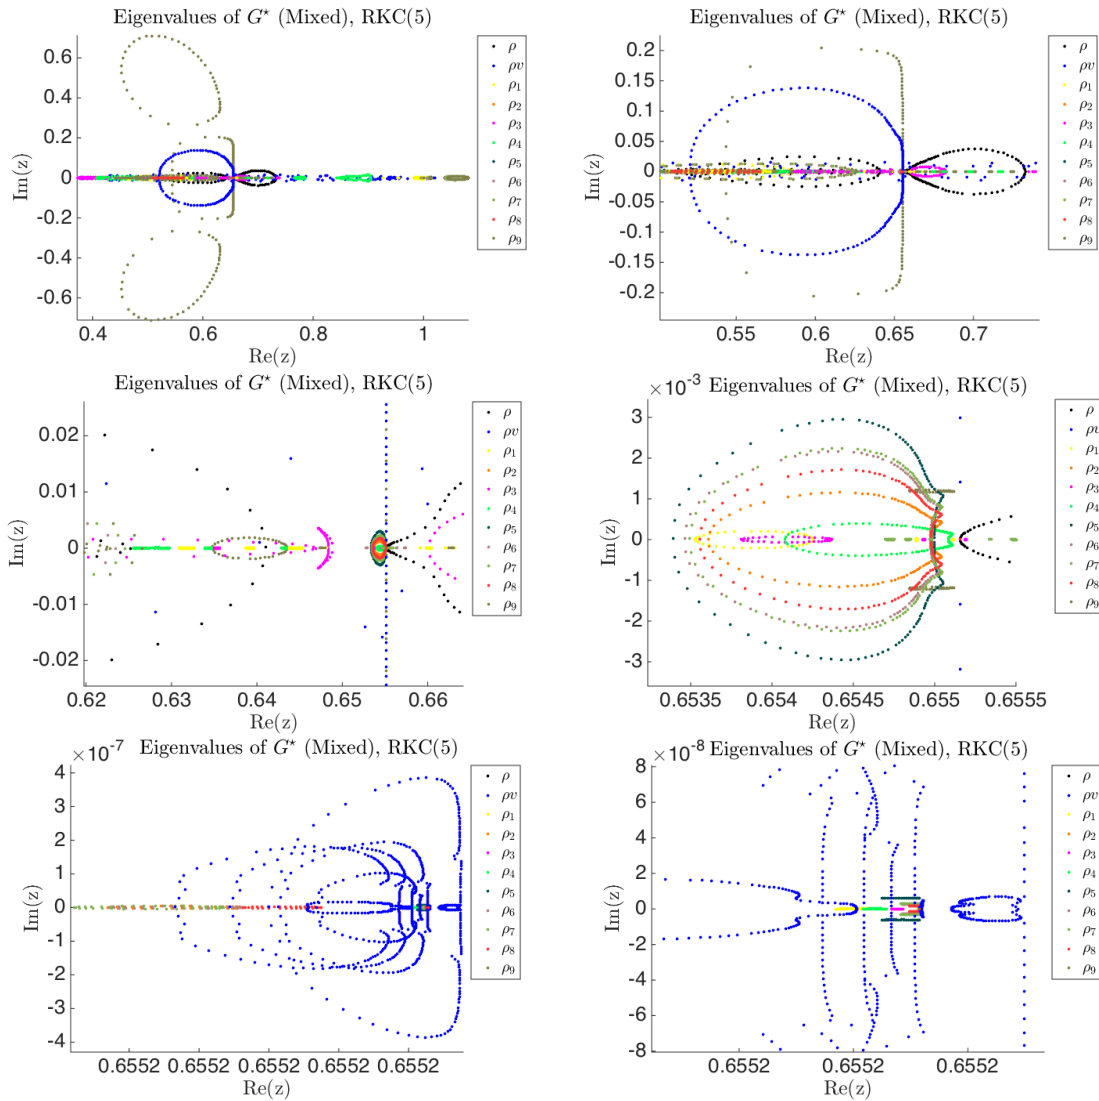 Eigenvalues of G⋆ (Mixed), RKC(5)
0.6
0.4
0.2
0
-0.2
-0.4
-0.6
Im(z)
0.4 0.6 0.8 1
Re(z)
ρ
ρv
ρ1
ρ2
ρ3
ρ4
ρ5
ρ6
ρ7
ρ8
ρ9
Eigenvalues of G⋆ (Mixed), RKC(5)
0.2
0.15
0.1
0.05
0
-0.05
-0.1
-0.15
-0.2
Im(z)
0.55 0.6 0.65 0.7
Re(z)
ρ
ρv
ρ1
ρ2
ρ3
ρ4
ρ5
ρ6
ρ7
ρ8
ρ9
Eigenvalues of G⋆ (Mixed), RKC(5)
0.02
0.01
0
-0.01
-0.02
Im(z)
0.62 0.63 0.64 0.65 0.66
Re(z)
ρ
ρv
ρ1
ρ2
ρ3
ρ4
ρ5
ρ6
ρ7
ρ8
ρ9
×10-3 Eigenvalues of G⋆ (Mixed), RKC(5)
3
2
1
0
-1
-2
-3
Im(z)
0.6535 0.654 0.6545 0.655 0.6555
Re(z)
ρ
ρv
ρ1
ρ2
ρ3
ρ4
ρ5
ρ6
ρ7
ρ8
ρ9
×10-7 Eigenvalues of G⋆ (Mixed), RKC(5)
4
3
2
1
0
-1
-2
-3
-4
Im(z)
0.6552 0.6552 0.6552 0.6552 0.6552
Re(z)
ρ
ρv
ρ1
ρ2
ρ3
ρ4
ρ5
ρ6
ρ7
ρ8
ρ9
×10-8 Eigenvalues of G⋆ (Mixed), RKC(5)
8
6
4
2
0
-2
-4
-6
-8
Im(z)
0.6552 0.6552 0.6552
Re(z)
ρ
ρv
ρ1
ρ2
ρ3
ρ4
ρ5
ρ6
ρ7
ρ8
ρ9